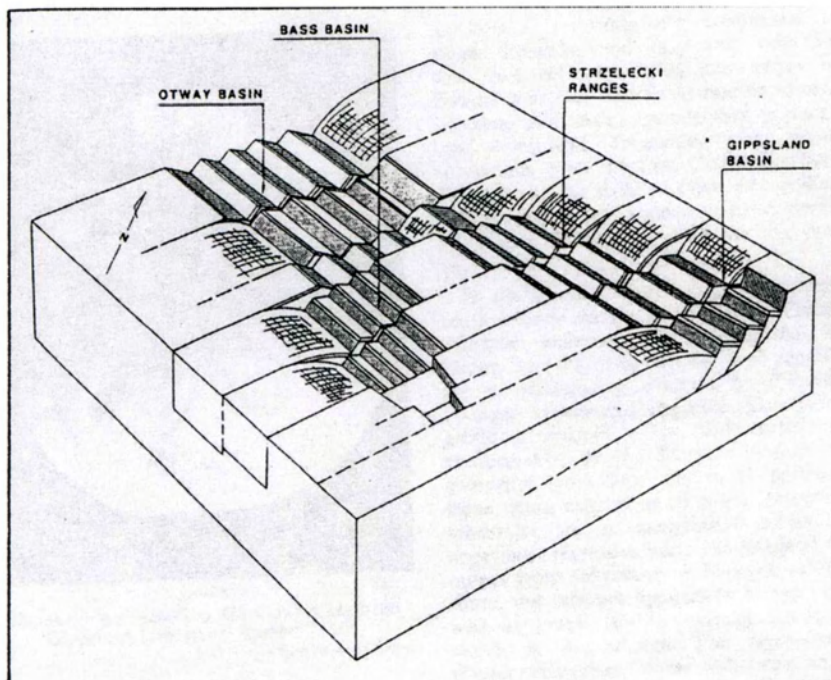 BASS BASIN
OTWAY BASIN
STRZELECKI
RANGES
GIPPSLAND
BASIN
N